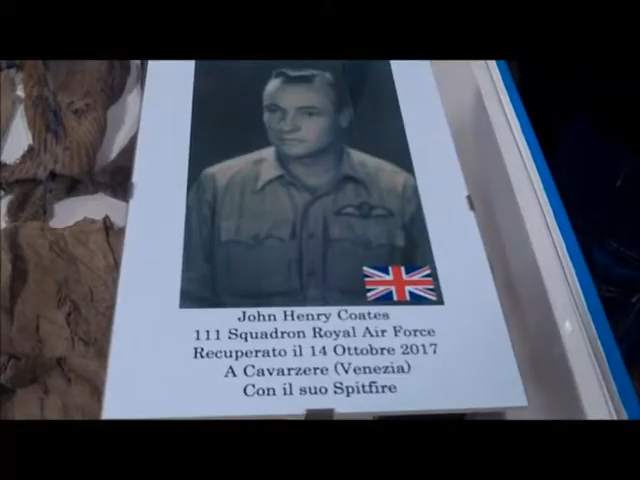 John Henry Coates
111 Squadron Royal Air Force
Recuperato il 14 Ottobre 2017
A Cavarzere (Venezia)
Con il suo Spitfire